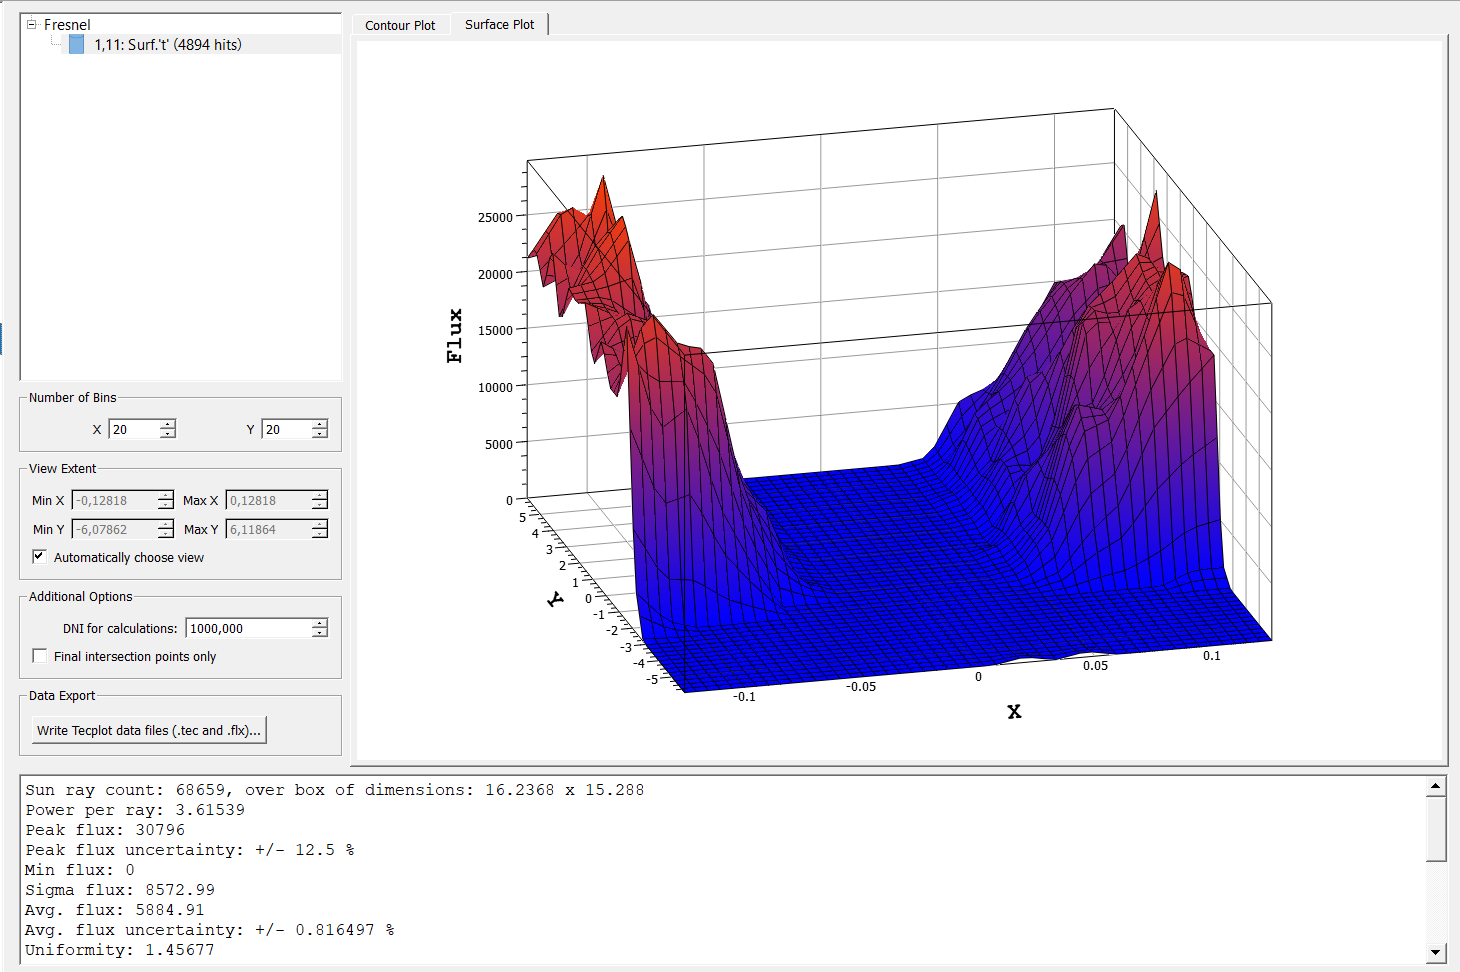 Fresnel
1,11: Surf.'t' (4894 hits)
Contour Plot
Surface Plot
Number of Bins
X 20 Y 20
View Extent
Min X -0,12818 Max X 0,12818
Min Y -6,07862 Max Y 6,11864
Automatically choose view
Additional Options
DNI for calculations: 1000,000
Final intersection points only
Data Export
Write Tecplot data files (.tec and .flx)...
Flux
25000
20000
15000
10000
5000
0
Y
5
4
3
2
1
0
-1
-2
-3
-4
-5
-0.1
-0.05
0
0.05
0.1
X
Sun ray count: 68659, over box of dimensions: 16.2368 x 15.288
Power per ray: 3.61539
Peak flux: 30796
Peak flux uncertainty: +/- 12.5 %
Min flux: 0
Sigma flux: 8572.99
Avg. flux: 5884.91
Avg. flux uncertainty: +/- 0.816497 %
Uniformity: 1.45677